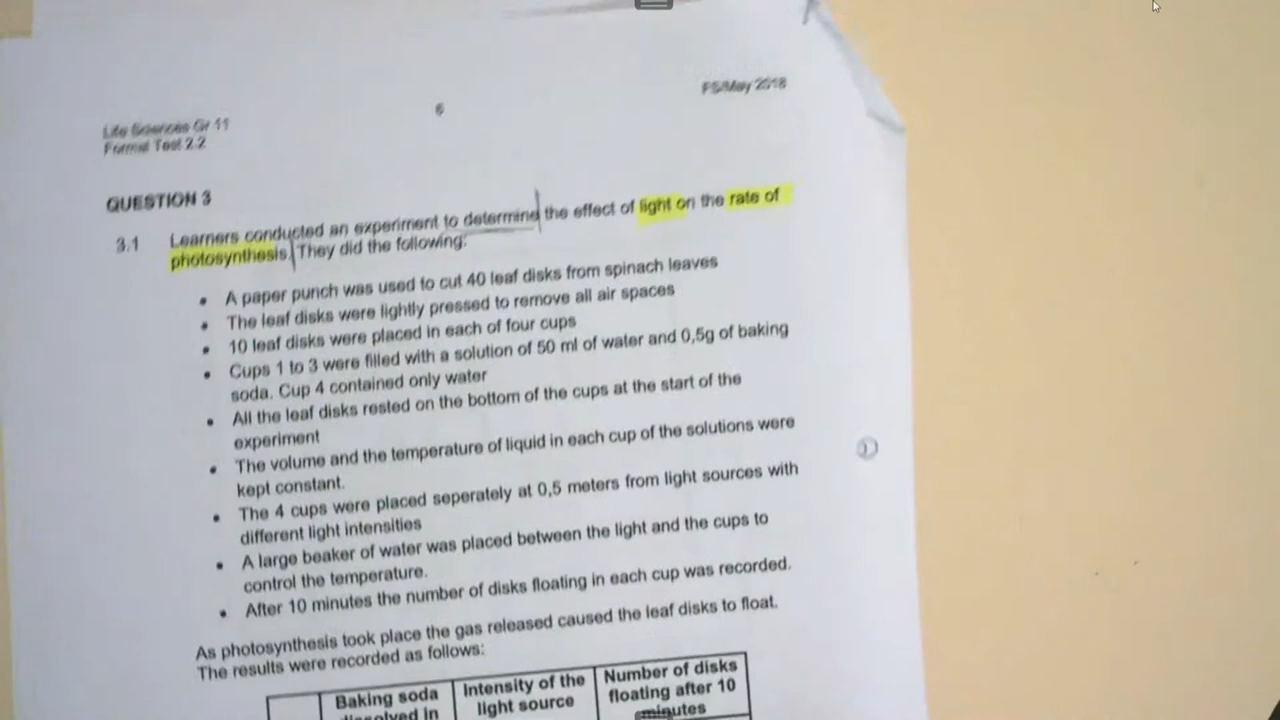 FS/May 2018
6
Life Sciences Gr 11
Formal Test 2.2
QUESTION 3
3.1 Learners conducted an experiment to determine the effect of light on the rate of
photosynthesis. They did the following:
• A paper punch was used to cut 40 leaf disks from spinach leaves
• The leaf disks were lightly pressed to remove all air spaces
• 10 leaf disks were placed in each of four cups
• Cups 1 to 3 were filled with a solution of 50 ml of water and 0,5g of baking
soda. Cup 4 contained only water
• All the leaf disks rested on the bottom of the cups at the start of the
experiment
• The volume and the temperature of liquid in each cup of the solutions were
kept constant.
• The 4 cups were placed seperately at 0,5 meters from light sources with
different light intensities
• A large beaker of water was placed between the light and the cups to
control the temperature.
• After 10 minutes the number of disks floating in each cup was recorded.
As photosynthesis took place the gas released caused the leaf disks to float.
The results were recorded as follows:
Baking soda
dissolved in
Intensity of the
light source
Number of disks
floating after 10
minutes